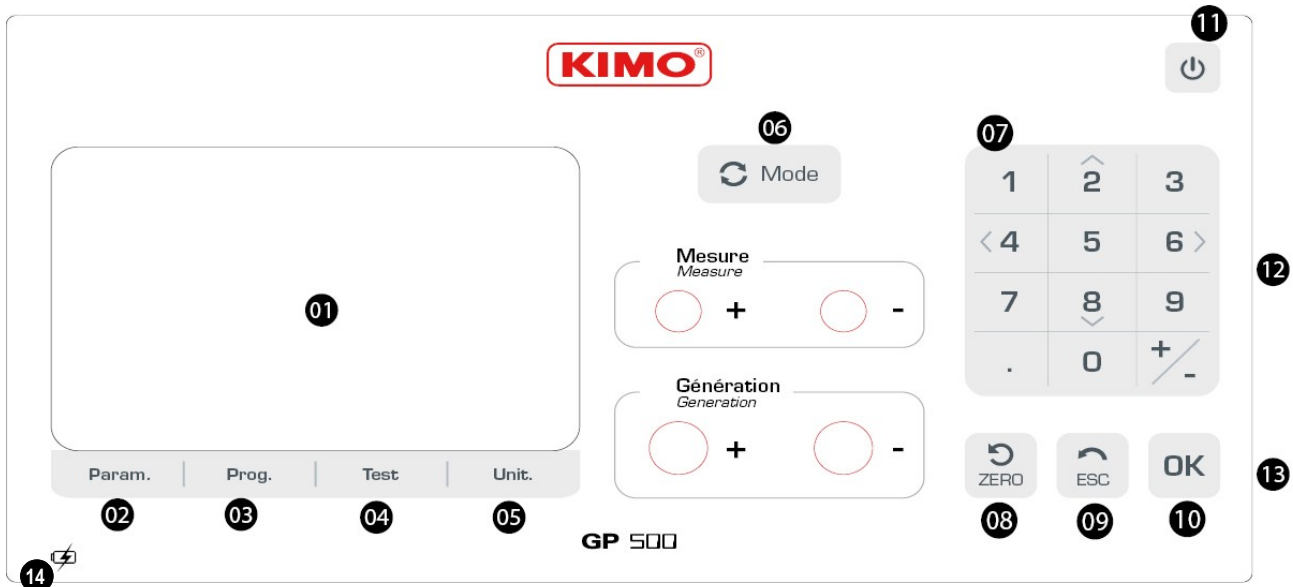 11
KIMO®
06
Mode
07
1 2 3
4 5 6
7 8 9
. 0 +/-
12
01
Mesure
Measure
+ -
Génération
Generation
+ -
Param. Prog. Test Unit.
02 03 04 05
ZERO ESC OK
13
08 09 10
GP 500
14